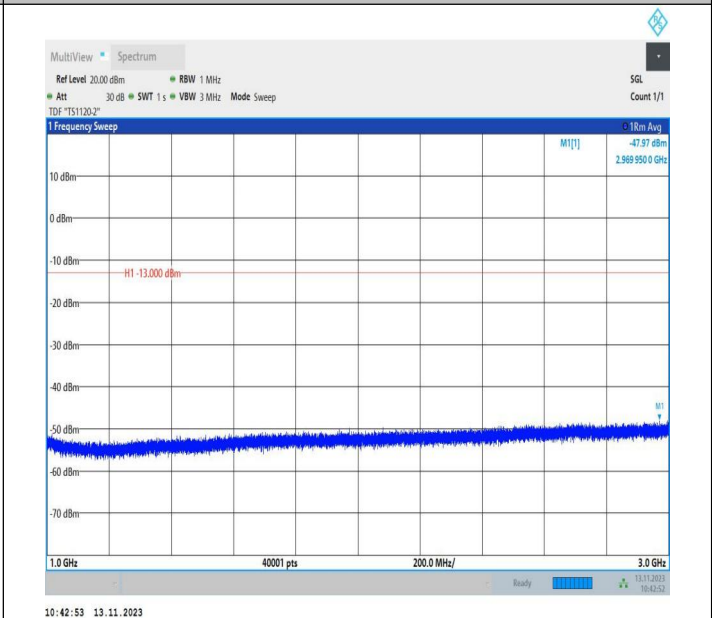 R S
MultiView Spectrum
Ref Level 20.00 dBm RBW 1 MHz SGL
Att 30 dB SWT 1 s VBW 3 MHz Mode Sweep Count 1/1
TDF "TS1120-2"
1 Frequency Sweep 1Rm Avg
M1[1] -47.97 dBm
2.969 950 0 GHz
10 dBm
0 dBm
-10 dBm
H1 -13.000 dBm
-20 dBm
-30 dBm
-40 dBm
M1
-50 dBm
-60 dBm
-70 dBm
1.0 GHz 40001 pts 200.0 MHz/ 3.0 GHz
Ready 13.11.2023
10:42:52
10:42:53 13.11.2023